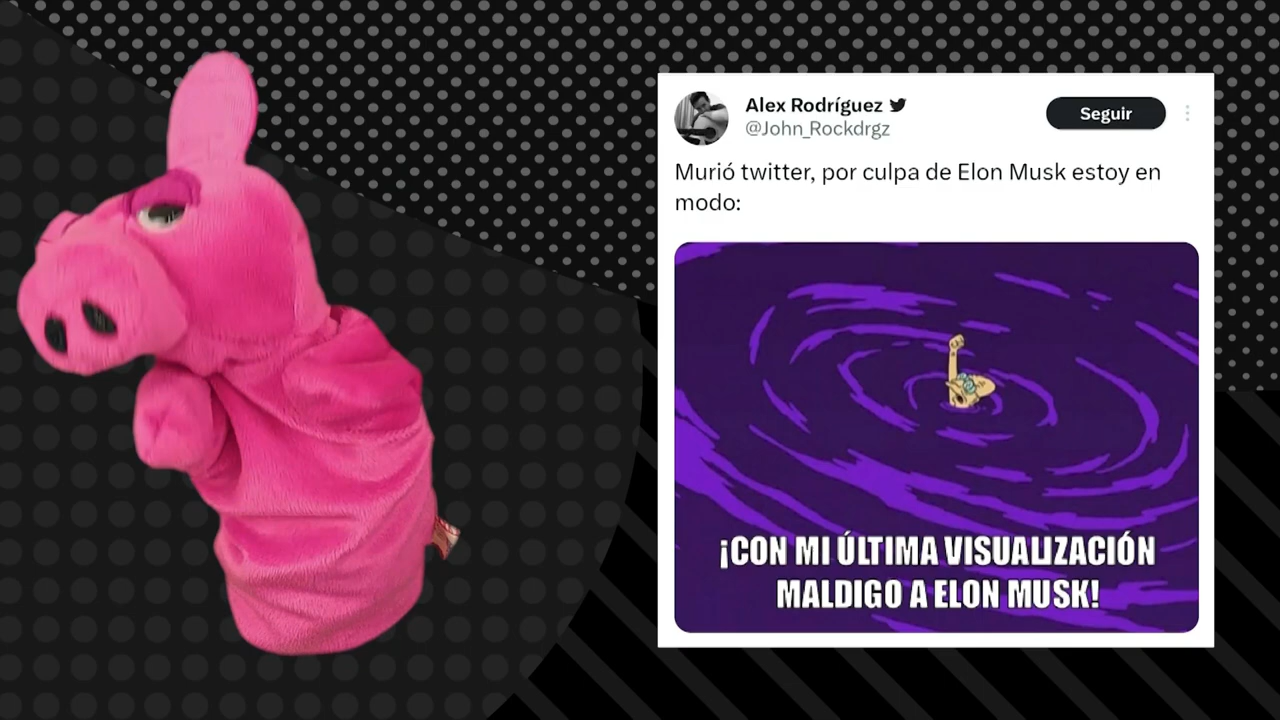 Alex Rodríguez
@John_Rockdrgz
Seguir
Murió twitter, por culpa de Elon Musk estoy en
modo:
¡CON MI ÚLTIMA VISUALIZACIÓN
MALDIGO A ELON MUSK!